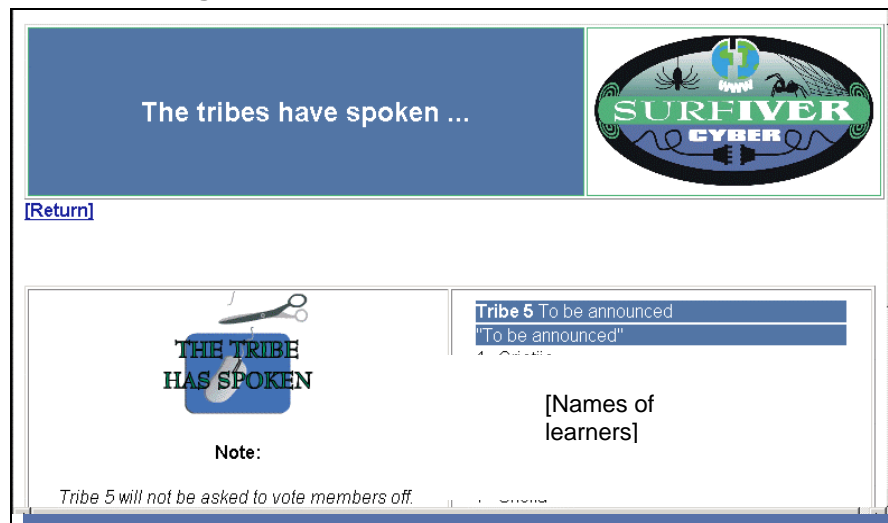 The tribes have spoken ...
WWW
SURFIVER
CYBER
[Return]
THE TRIBE
HAS SPOKEN
Note:
Tribe 5 will not be asked to vote members off.
Tribe 5 To be announced
"To be announced"
[Names of
learners]